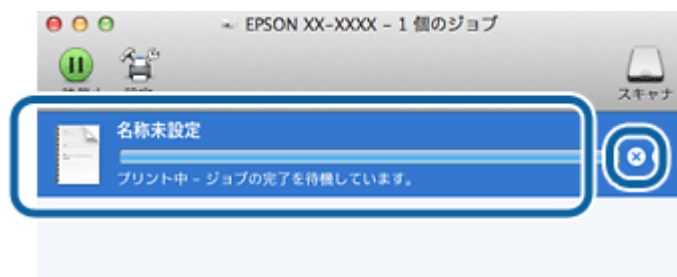 EPSON XX-XXXX – 1 個のジョブ
スキャナ
名称未設定
プリント中 – ジョブの完了を待機しています。